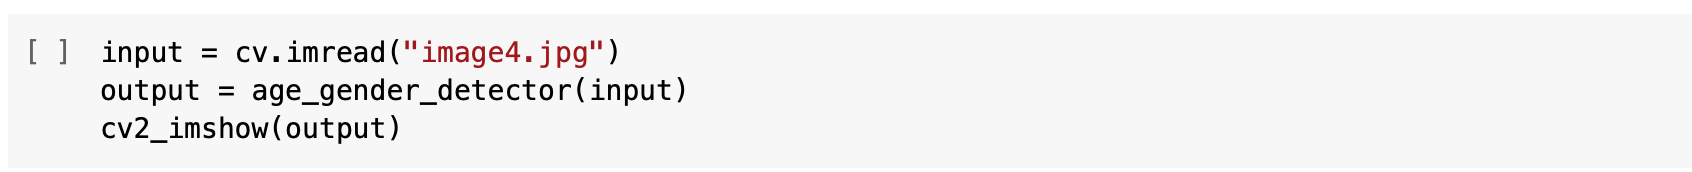 [ ] input = cv.imread("image4.jpg")
output = age_gender_detector(input)
cv2_imshow(output)